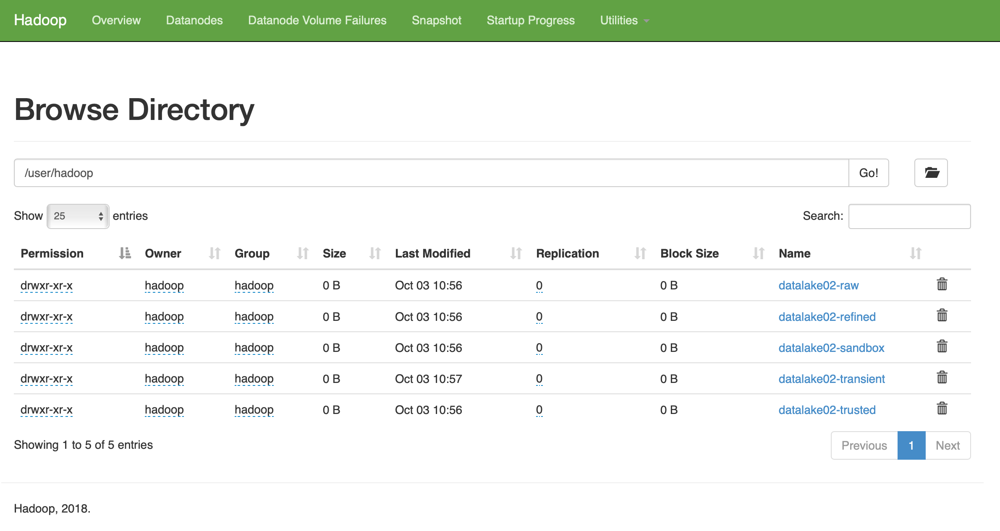 Hadoop Overview Datanodes Datanode Volume Failures Snapshot Startup Progress Utilities
Browse Directory
/user/hadoop Go!
Show 25 entries Search:
Permission Owner Group Size Last Modified Replication Block Size Name
drwxr-xr-x hadoop hadoop 0 B Oct 03 10:56 0 0 B datalake02-raw
drwxr-xr-x hadoop hadoop 0 B Oct 03 10:56 0 0 B datalake02-refined
drwxr-xr-x hadoop hadoop 0 B Oct 03 10:56 0 0 B datalake02-sandbox
drwxr-xr-x hadoop hadoop 0 B Oct 03 10:57 0 0 B datalake02-transient
drwxr-xr-x hadoop hadoop 0 B Oct 03 10:56 0 0 B datalake02-trusted
Showing 1 to 5 of 5 entries Previous 1 Next
Hadoop, 2018.